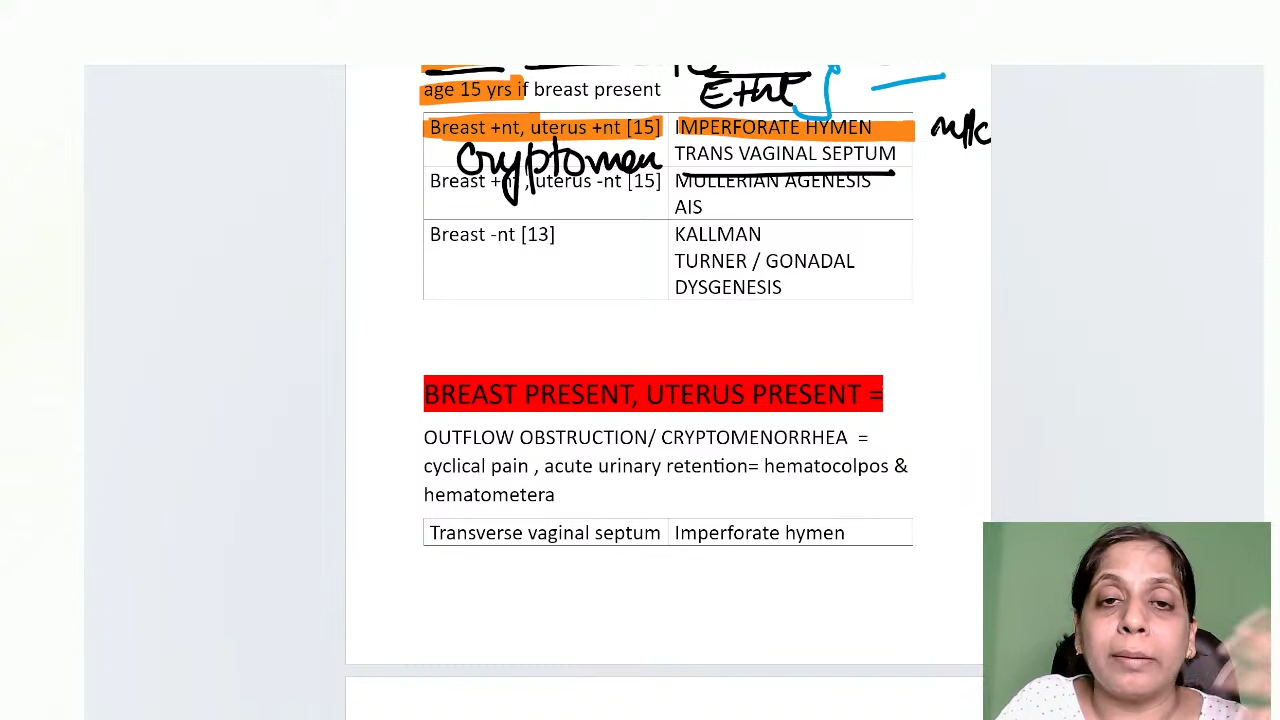 age 15 yrs if breast present
Breast +nt, uterus +nt [15] IMPERFORATE HYMEN
TRANS VAGINAL SEPTUM
Cryptomen
Breast +nt , uterus -nt [15] MULLERIAN AGENESIS
AIS
Breast -nt [13] KALLMAN
TURNER / GONADAL
DYSGENESIS
BREAST PRESENT, UTERUS PRESENT =
OUTFLOW OBSTRUCTION/ CRYPTOMENORRHEA =
cyclical pain , acute urinary retention= hematocolpos &
hematometera
Transverse vaginal septum Imperforate hymen